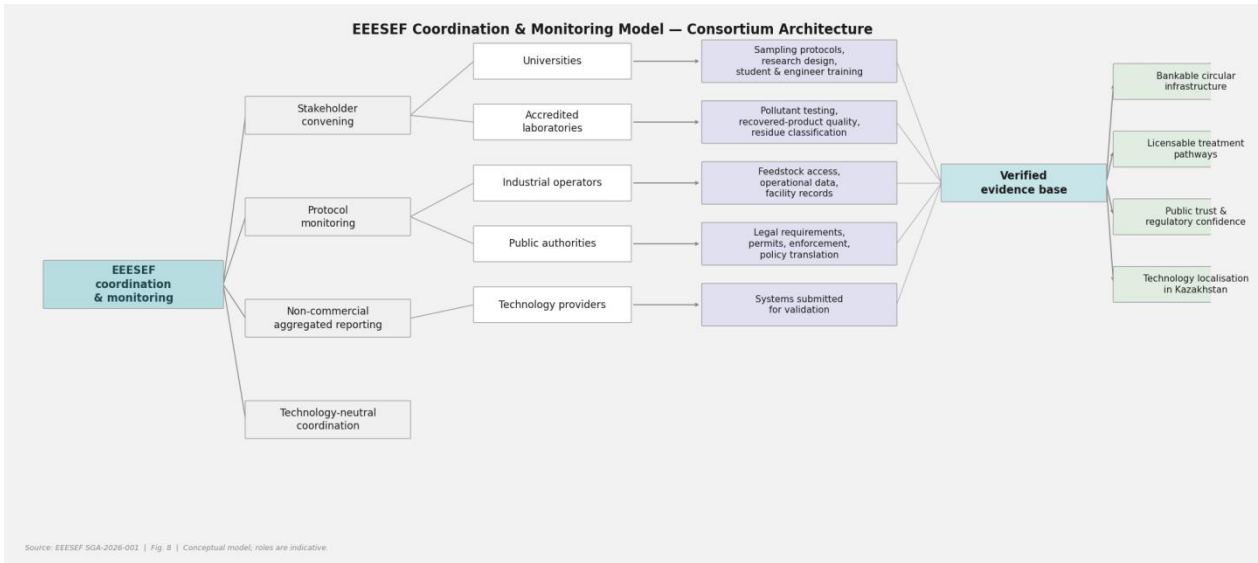 EEESEF Coordination & Monitoring Model — Consortium Architecture
EEESEF
coordination
& monitoring
Stakeholder
convening
Protocol
monitoring
Non-commercial
aggregated reporting
Technology-neutral
coordination
Universities
Accredited
laboratories
Industrial operators
Public authorities
Technology providers
Sampling protocols,
research design,
student & engineer training
Pollutant testing,
recovered-product quality,
residue classification
Feedstock access,
operational data,
facility records
Legal requirements,
permits, enforcement,
policy translation
Systems submitted
for validation
Verified
evidence base
Bankable circular
infrastructure
Licensable treatment
pathways
Public trust &
regulatory confidence
Technology localisation
in Kazakhstan
Source: EEESEF SGA-2026-001 | Fig. 8 | Conceptual model; roles are indicative.